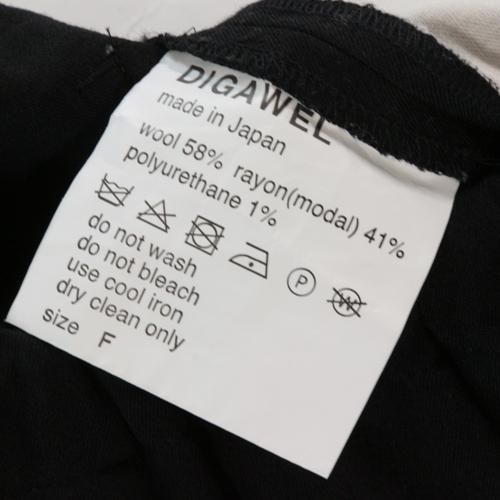 DIGAWEL
made in Japan
wool 58% rayon(modal) 41%
polyurethane 1%
P W
do not wash
do not bleach
use cool iron
dry clean only
size F